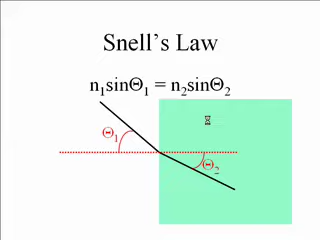 Snell's Law
n₁sinΘ₁ = n₂sinΘ₂
Θ₁
Θ₂